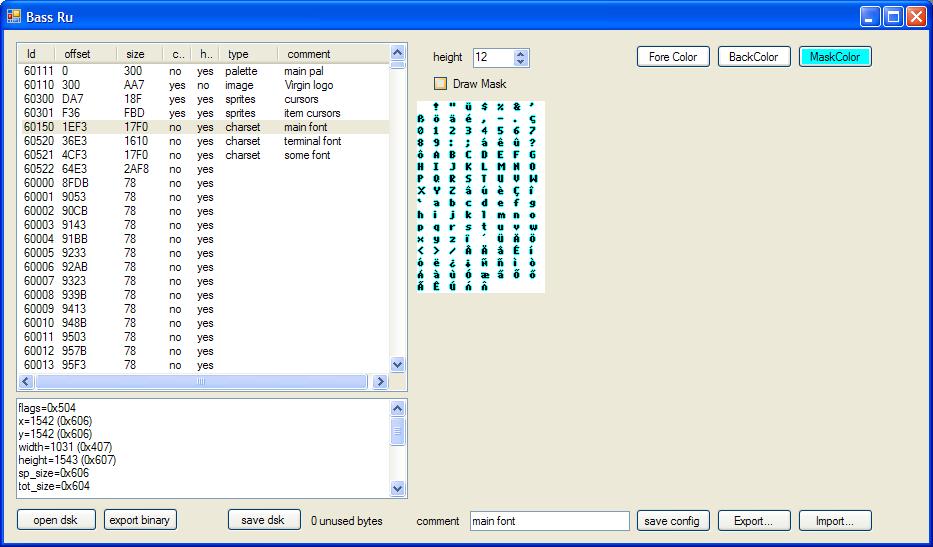 Bass Ru
Id offset size c.. h.. type comment
60111 0 300 no yes palette main pal
60110 300 AA7 yes no image Virgin logo
60300 DA7 18F yes yes sprites cursors
60301 F36 FBD yes yes sprites item cursors
60150 1EF3 17F0 no yes charset main font
60520 36E3 1610 no yes charset terminal font
60521 4CF3 17F0 no yes charset some font
60522 64E3 2AF8 no yes
60000 8FDB 78 no yes
60001 9053 78 no yes
60002 90CB 78 no yes
60003 9143 78 no yes
60004 91BB 78 no yes
60005 9233 78 no yes
60006 92AB 78 no yes
60007 9323 78 no yes
60008 939B 78 no yes
60009 9413 78 no yes
60010 948B 78 no yes
60011 9503 78 no yes
60012 957B 78 no yes
60013 95F3 78 no yes
flags=0x504
x=1542 (0x606)
y=1542 (0x606)
width=1031 (0x407)
height=1543 (0x607)
sp_size=0x606
tot_size=0x604
open dsk export binary save dsk 0 unused bytes
height 12
Draw Mask
Fore Color BackColor MaskColor
! " ü $ % & '
ß ö ä , - .
0 1 2 3 4 5 6 7
8 9 : ; á ê û ?
ô A B C D E F G
H I J K L M N O
P Q R S T U V W
X Y Z â ú è Ç î
` a b c d e f g
h i j k l m n o
p q r s t u v w
x y z
comment main font save config Export... Import...